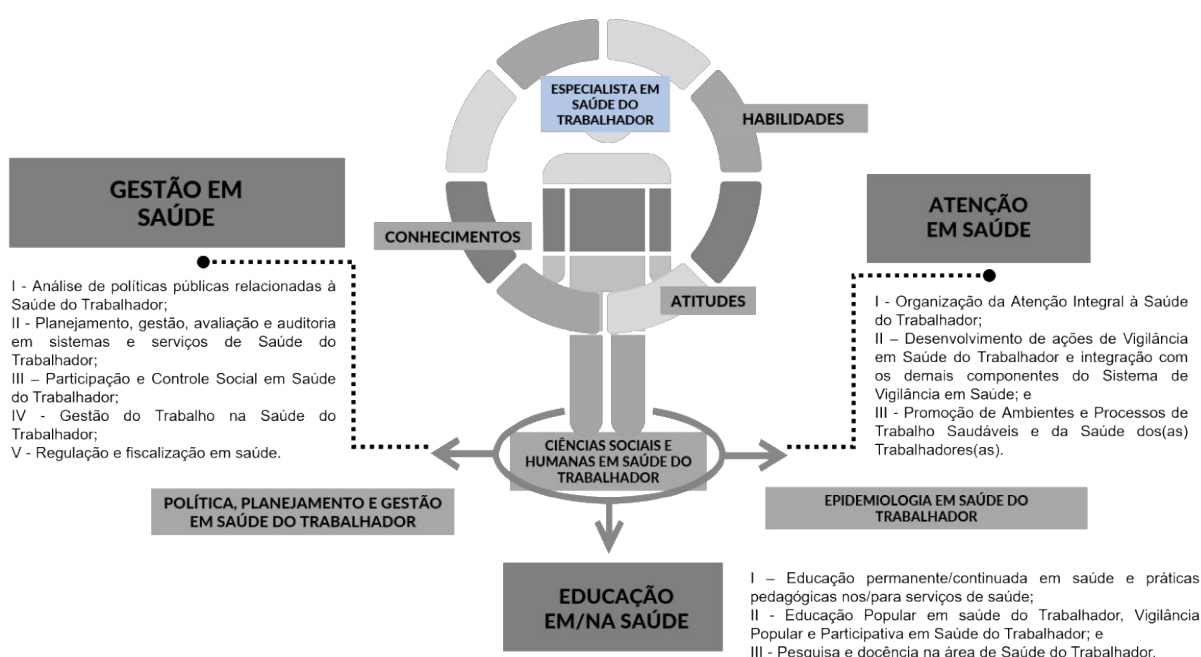 ESPECIALISTA EM
SAÚDE DO
TRABALHADOR
HABILIDADES
CONHECIMENTOS
ATITUDES
GESTÃO EM
SAÚDE
I - Análise de políticas públicas relacionadas à
Saúde do Trabalhador;
II - Planejamento, gestão, avaliação e auditoria
em sistemas e serviços de Saúde do
Trabalhador;
III – Participação e Controle Social em Saúde
do Trabalhador;
IV - Gestão do Trabalho na Saúde do
Trabalhador;
V - Regulação e fiscalização em saúde.
ATENÇÃO
EM SAÚDE
I - Organização da Atenção Integral à Saúde
do Trabalhador;
II – Desenvolvimento de ações de Vigilância
em Saúde do Trabalhador e integração com
os demais componentes do Sistema de
Vigilância em Saúde; e
III - Promoção de Ambientes e Processos de
Trabalho Saudáveis e da Saúde dos(as)
Trabalhadores(as).
CIÊNCIAS SOCIAIS E
HUMANAS EM SAÚDE DO
TRABALHADOR
POLÍTICA, PLANEJAMENTO E GESTÃO
EM SAÚDE DO TRABALHADOR
EPIDEMIOLOGIA EM SAÚDE DO
TRABALHADOR
EDUCAÇÃO
EM/NA SAÚDE
I – Educação permanente/continuada em saúde e práticas
pedagógicas nos/para serviços de saúde;
II - Educação Popular em saúde do Trabalhador, Vigilância
Popular e Participativa em Saúde do Trabalhador; e
III - Pesquisa e docência na área de Saúde do Trabalhador.